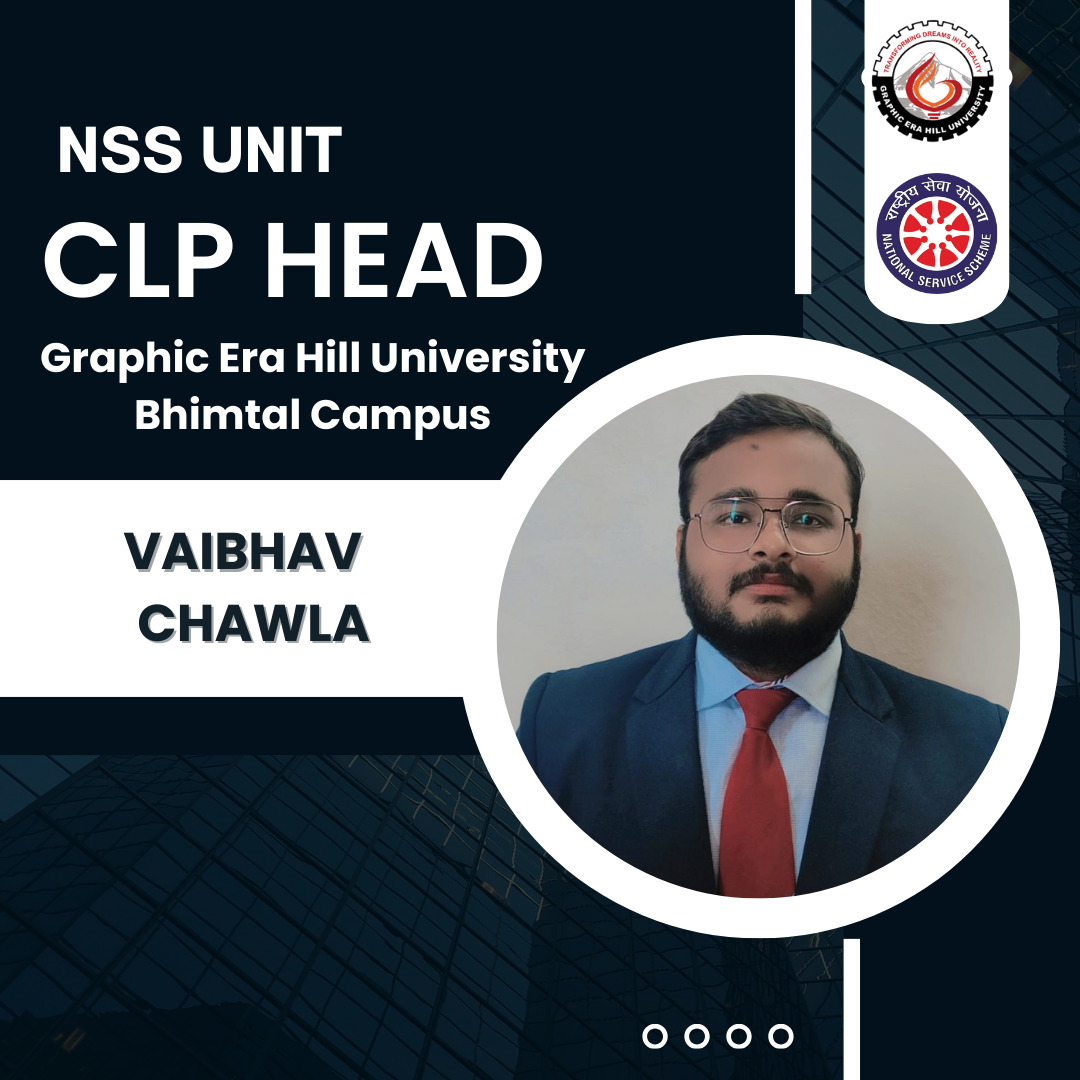 TRANSFORMING DREAMS INTO REALITY
GRAPHIC ERA HILL UNIVERSITY
राष्ट्रीय सेवा योजना
NATIONAL SERVICE SCHEME
NSS UNIT
CLP HEAD
Graphic Era Hill University
Bhimtal Campus
VAIBHAV
CHAWLA